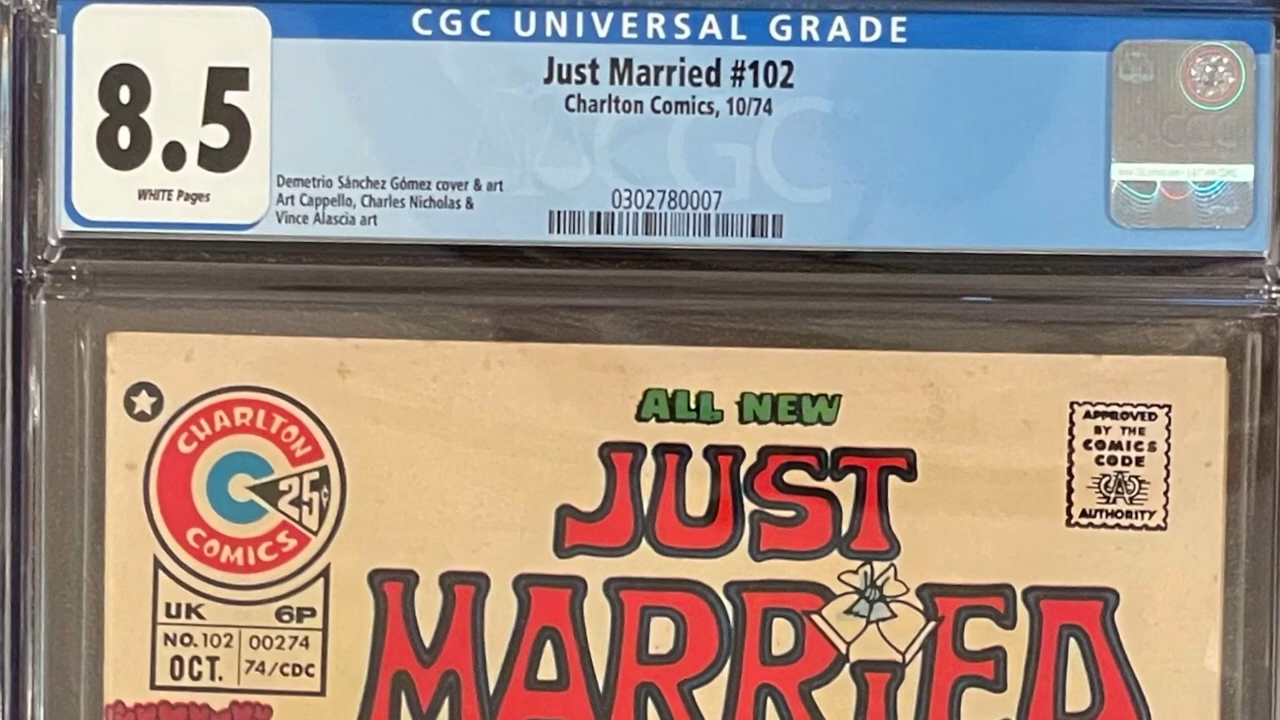 CGC UNIVERSAL GRADE
8.5
WHITE Pages
Just Married #102
Charlton Comics, 10/74
CGC
Demetrio Sánchez Gómez cover & art
Art Cappello, Charles Nicholas &
Vince Alascia art
0302780007
CHARLTON
25¢
COMICS
UK 6P
NO. 102 00274
OCT. 74/CDC
ALL NEW
JUST
MARRiED
APPROVED
BY THE
COMICS
CODE
CA
AUTHORITY